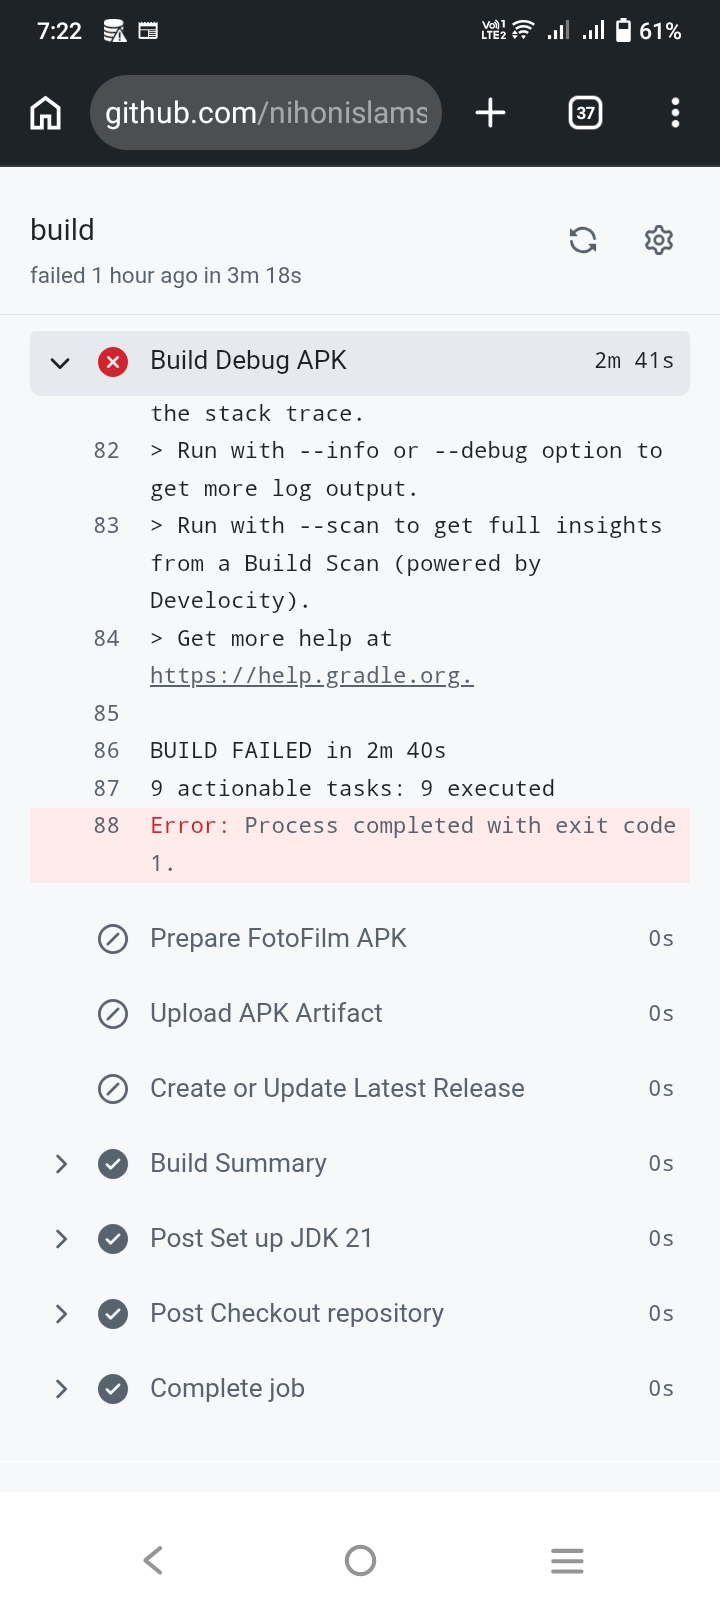 7:22
Vo))1
LTE2
61%
github.com/nihonislams
37
build
failed 1 hour ago in 3m 18s
Build Debug APK 2m 41s
the stack trace.
82 > Run with --info or --debug option to
get more log output.
83 > Run with --scan to get full insights
from a Build Scan (powered by
Develocity).
84 > Get more help at
https://help.gradle.org.
85
86 BUILD FAILED in 2m 40s
87 9 actionable tasks: 9 executed
88 Error: Process completed with exit code
1.
Prepare FotoFilm APK 0s
Upload APK Artifact 0s
Create or Update Latest Release 0s
Build Summary 0s
Post Set up JDK 21 0s
Post Checkout repository 0s
Complete job 0s